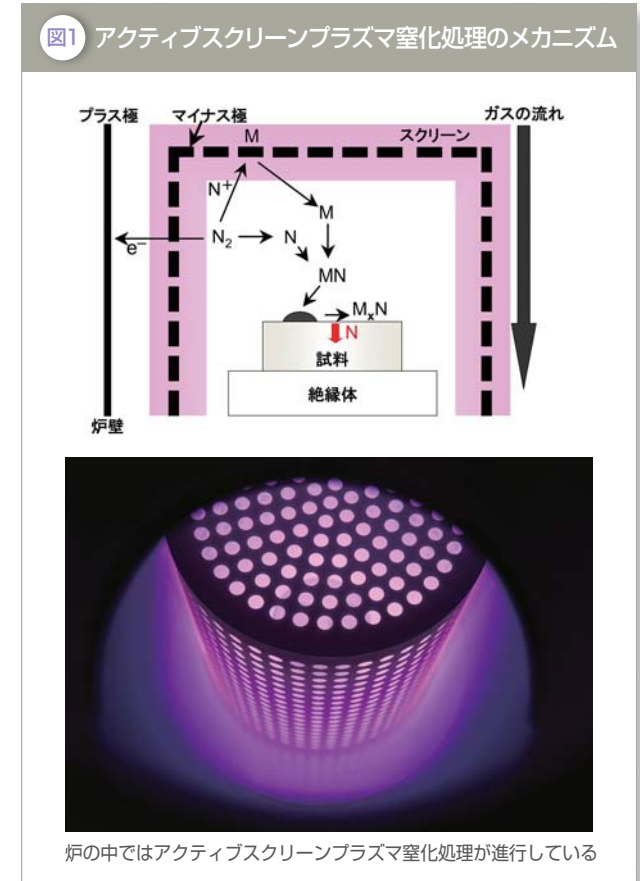 図1 アクティブスクリーンプラズマ窒化処理のメカニズム
プラス極
マイナス極
ガスの流れ
M
スクリーン
N⁺
M
e⁻
N₂
N
MN
MₓN
N
試料
絶縁体
炉壁
炉の中ではアクティブスクリーンプラズマ窒化処理が進行している